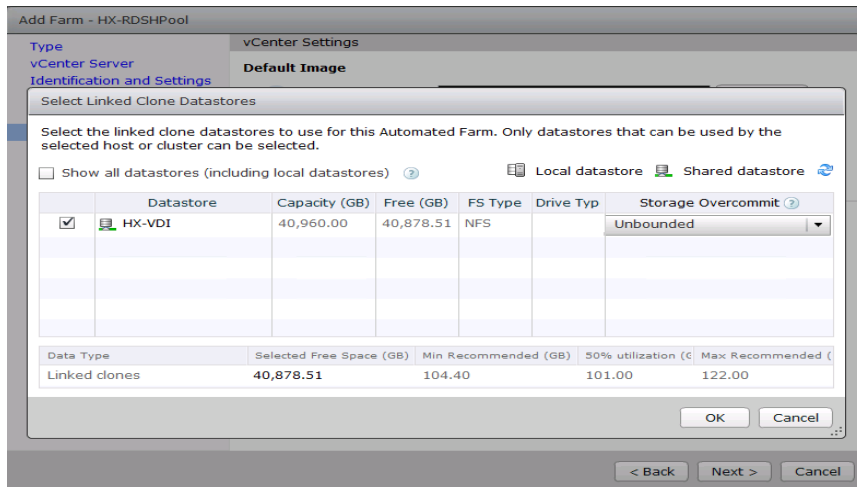 Add Farm - HX-RDSHPool
Type
vCenter Settings
vCenter Server
Default Image
Identification and Settings
Select Linked Clone Datastores
Select the linked clone datastores to use for this Automated Farm. Only datastores that can be used by the
selected host or cluster can be selected.
Show all datastores (including local datastores) ? Local datastore Shared datastore
Datastore Capacity (GB) Free (GB) FS Type Drive Typ Storage Overcommit ?
HX-VDI 40,960.00 40,878.51 NFS Unbounded
Data Type Selected Free Space (GB) Min Recommended (GB) 50% utilization (G Max Recommended (
Linked clones 40,878.51 104.40 101.00 122.00
OK Cancel
< Back Next > Cancel